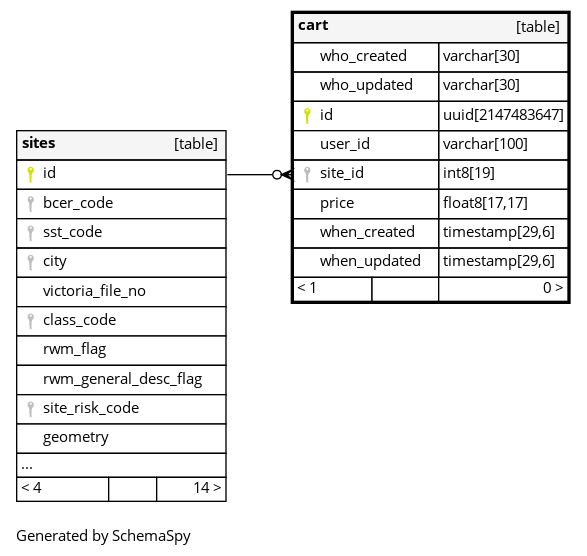 cart [table]
who_created varchar[30]
who_updated varchar[30]
id uuid[2147483647]
user_id varchar[100]
site_id int8[19]
price float8[17,17]
when_created timestamp[29,6]
when_updated timestamp[29,6]
< 1 0 >
sites [table]
id
bcer_code
sst_code
city
victoria_file_no
class_code
rwm_flag
rwm_general_desc_flag
site_risk_code
geometry
...
< 4 14 >
Generated by SchemaSpy